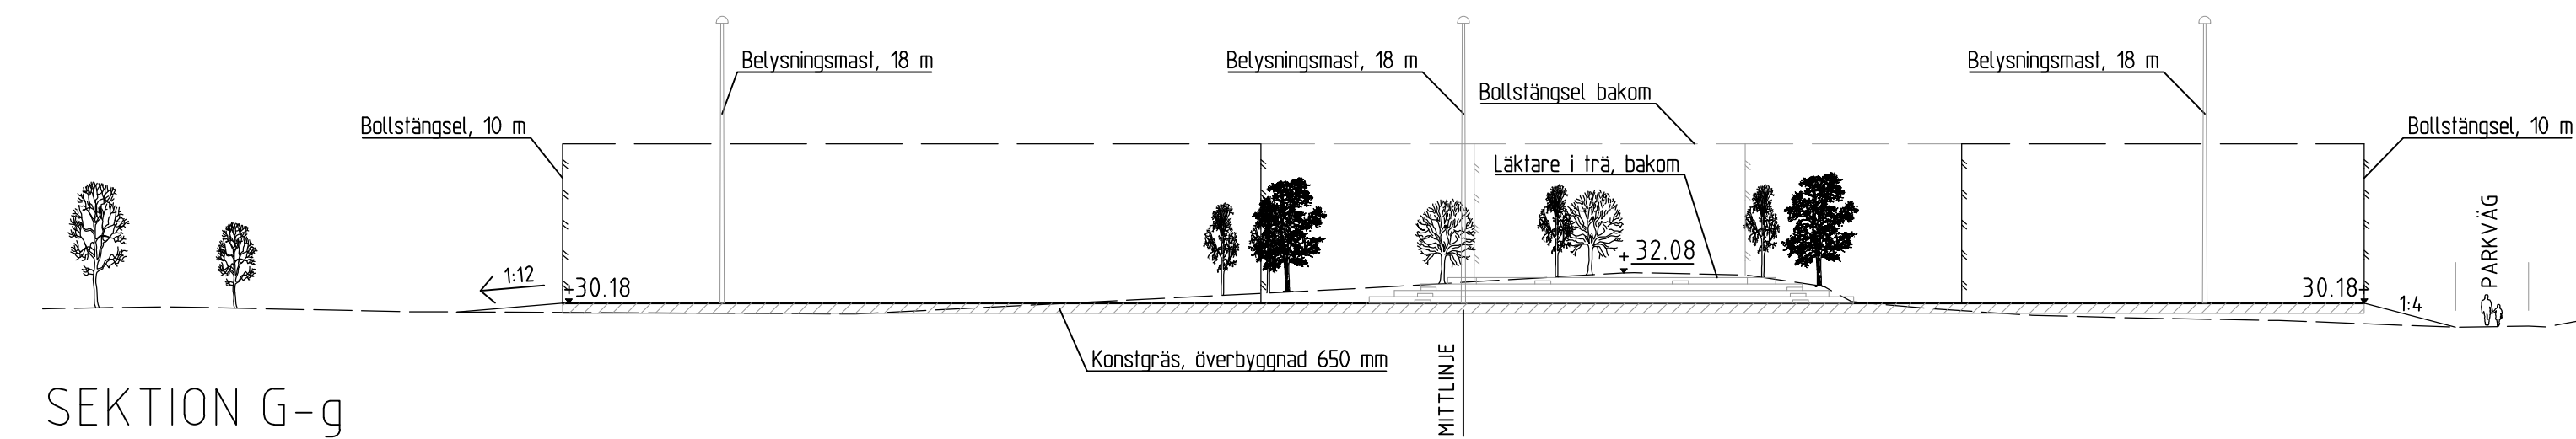 Belysningsmast, 18 m
Belysningsmast, 18 m
Belysningsmast, 18 m
Bollstängsel bakom
Bollstängsel, 10 m
Bollstängsel, 10 m
Läktare i trä, bakom
PARKVÄG
+ 32.08
1:12
+30.18
30.18+
1:4
Konstgräs, överbyggnad 650 mm
MITTLINJE
SEKTION G-g